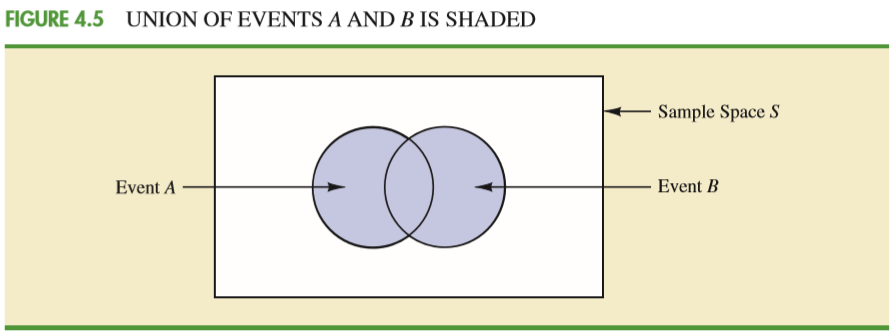 FIGURE 4.5 UNION OF EVENTS A AND B IS SHADED
Sample Space S
Event A
Event B